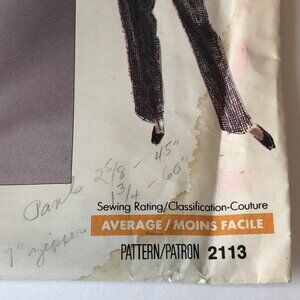 2 5/8 - 45"
Pants 1 3/4 - 60"
7" zipper
Sewing Rating/Classification-Couture
AVERAGE/MOINS FACILE
PATTERN/PATRON 2113